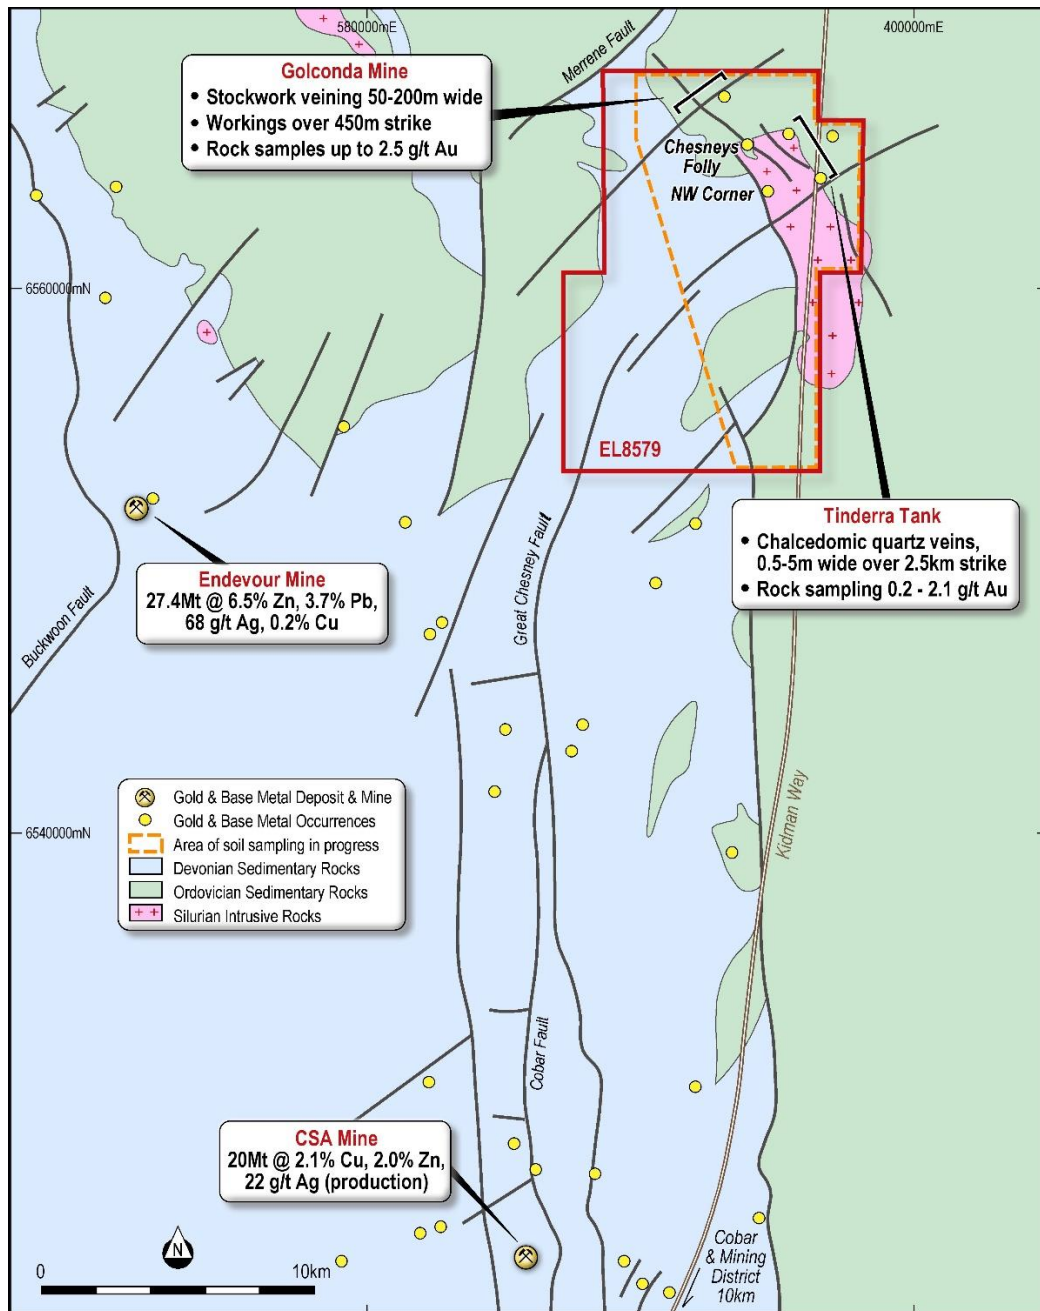 580000mE
400000mE
Merrene Fault
Golconda Mine
• Stockwork veining 50-200m wide
• Workings over 450m strike
• Rock samples up to 2.5 g/t Au
Chesneys
Folly
NW Corner
6560000mN
EL8579
Tinderra Tank
• Chalcedomic quartz veins,
0.5-5m wide over 2.5km strike
• Rock sampling 0.2 - 2.1 g/t Au
Endevour Mine
27.4Mt @ 6.5% Zn, 3.7% Pb,
68 g/t Ag, 0.2% Cu
Buckwoon Fault
Great Chesney Fault
Gold & Base Metal Deposit & Mine
Gold & Base Metal Occurrences
Area of soil sampling in progress
Devonian Sedimentary Rocks
Ordovician Sedimentary Rocks
Silurian Intrusive Rocks
6540000mN
Kidman Way
Cobar Fault
CSA Mine
20Mt @ 2.1% Cu, 2.0% Zn,
22 g/t Ag (production)
N
0
10km
Cobar
& Mining
District
10km